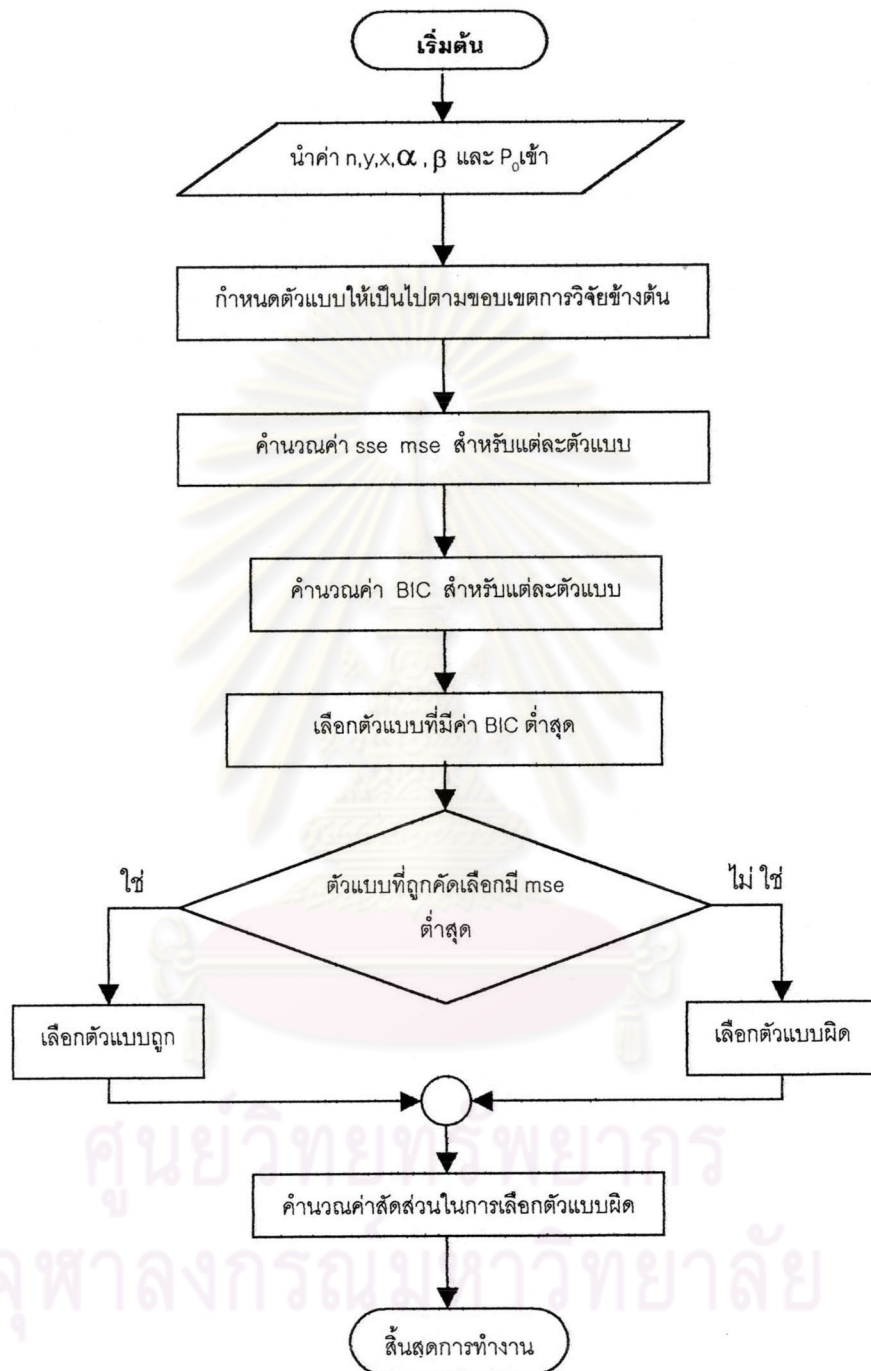 เริ่มต้น
นำค่า n,y,x,α , β และ P₀เข้า
กำหนดตัวแบบให้เป็นไปตามขอบเขตการวิจัยข้างต้น
คำนวณค่า sse mse สำหรับแต่ละตัวแบบ
คำนวณค่า BIC สำหรับแต่ละตัวแบบ
เลือกตัวแบบที่มีค่า BIC ต่ำสุด
ใช่
ตัวแบบที่ถูกคัดเลือกมี mse
ต่ำสุด
ไม่ ใช่
เลือกตัวแบบถูก
เลือกตัวแบบผิด
ศูนย์วิทยทรัพยากร
คำนวณค่าสัดส่วนในการเลือกตัวแบบผิด
จุฬาลงกรณ์มหาวิทยาลัย
สิ้นสุดการทำงาน